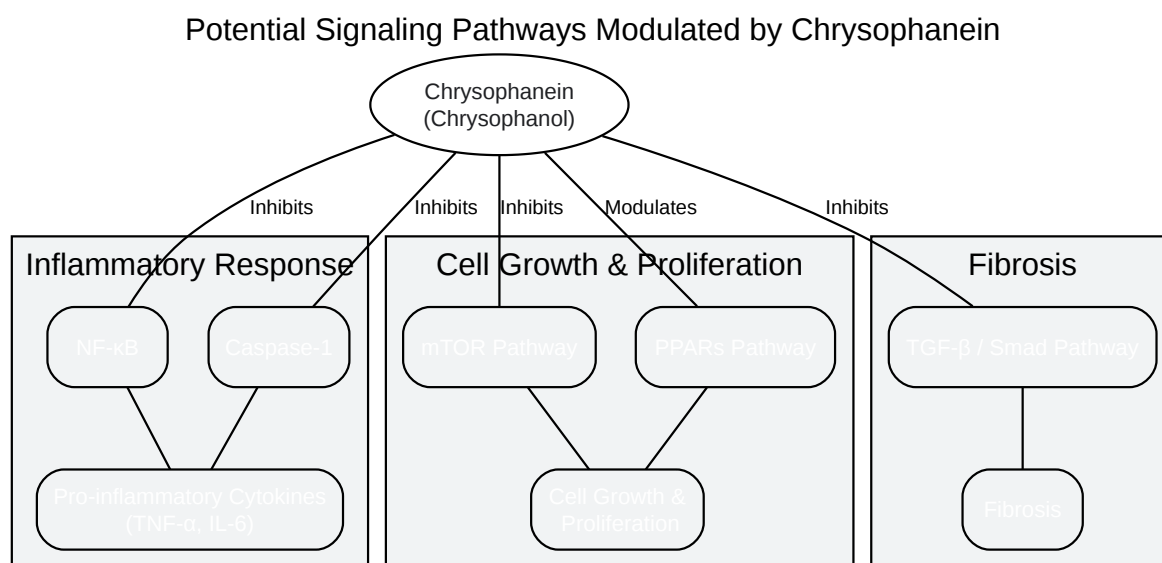 Potential Signaling Pathways Modulated by Chrysophanein
Chrysophanein
(Chrysophanol)
Inhibits
Inhibits
Inhibits
Modulates
Inhibits
Inflammatory Response
Cell Growth & Proliferation
Fibrosis
NF-κB
Caspase-1
mTOR Pathway
PPARs Pathway
TGF-β / Smad Pathway
Pro-inflammatory Cytokines
(TNF-α, IL-6)
Cell Growth &
Proliferation
Fibrosis